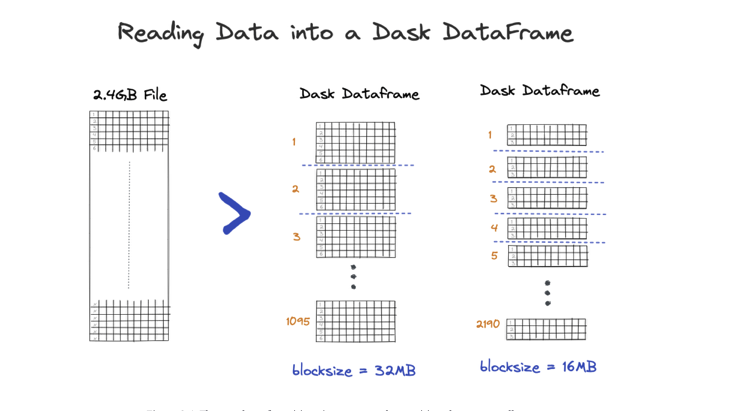 Reading Data into a Dask DataFrame
2.4GB File
Dask Dataframe
Dask Dataframe
1
2
3
1095
1
2
3
4
5
2190
blocksize = 32MB
blocksize = 16MB